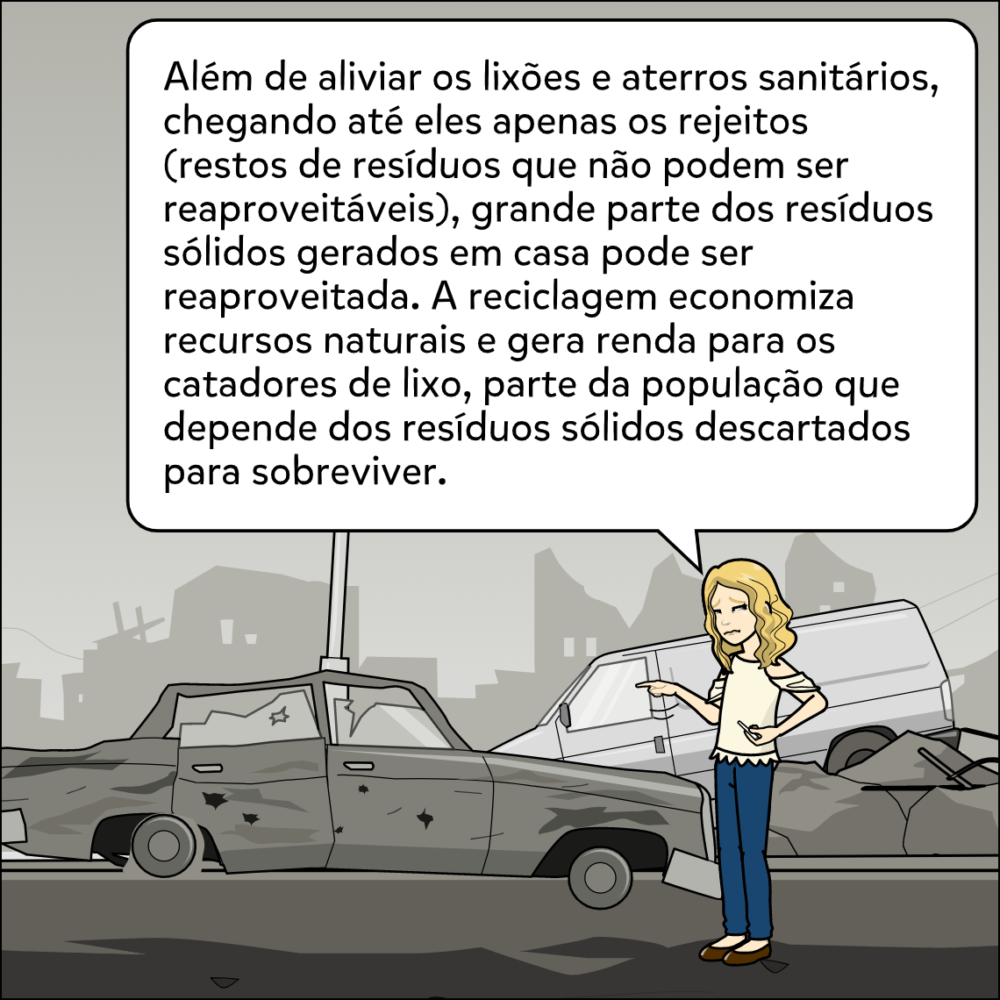 Além de aliviar os lixões e aterros sanitários,
chegando até eles apenas os rejeitos
(restos de resíduos que não podem ser
reaproveitáveis), grande parte dos resíduos
sólidos gerados em casa pode ser
reaproveitada. A reciclagem economiza
recursos naturais e gera renda para os
catadores de lixo, parte da população que
depende dos resíduos sólidos descartados
para sobreviver.